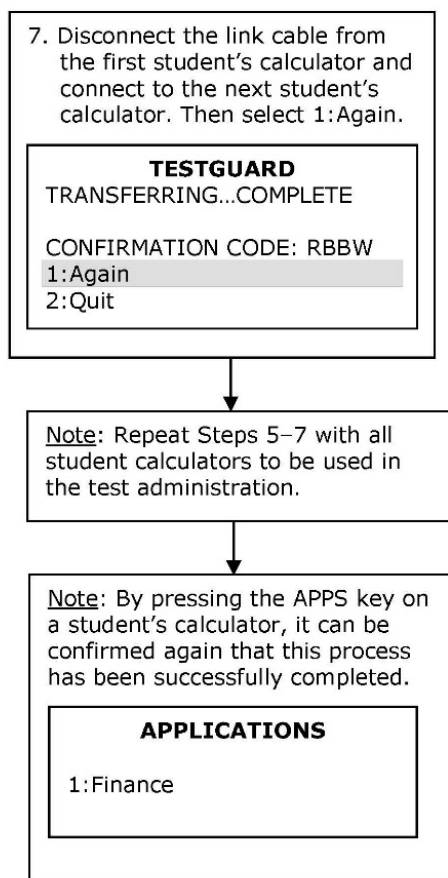 7. Disconnect the link cable from
the first student's calculator and
connect to the next student's
calculator. Then select 1:Again.
TESTGUARD
TRANSFERRING...COMPLETE
CONFIRMATION CODE: RBBW
1:Again
2:Quit
Note: Repeat Steps 5–7 with all
student calculators to be used in
the test administration.
Note: By pressing the APPS key on
a student's calculator, it can be
confirmed again that this process
has been successfully completed.
APPLICATIONS
1:Finance